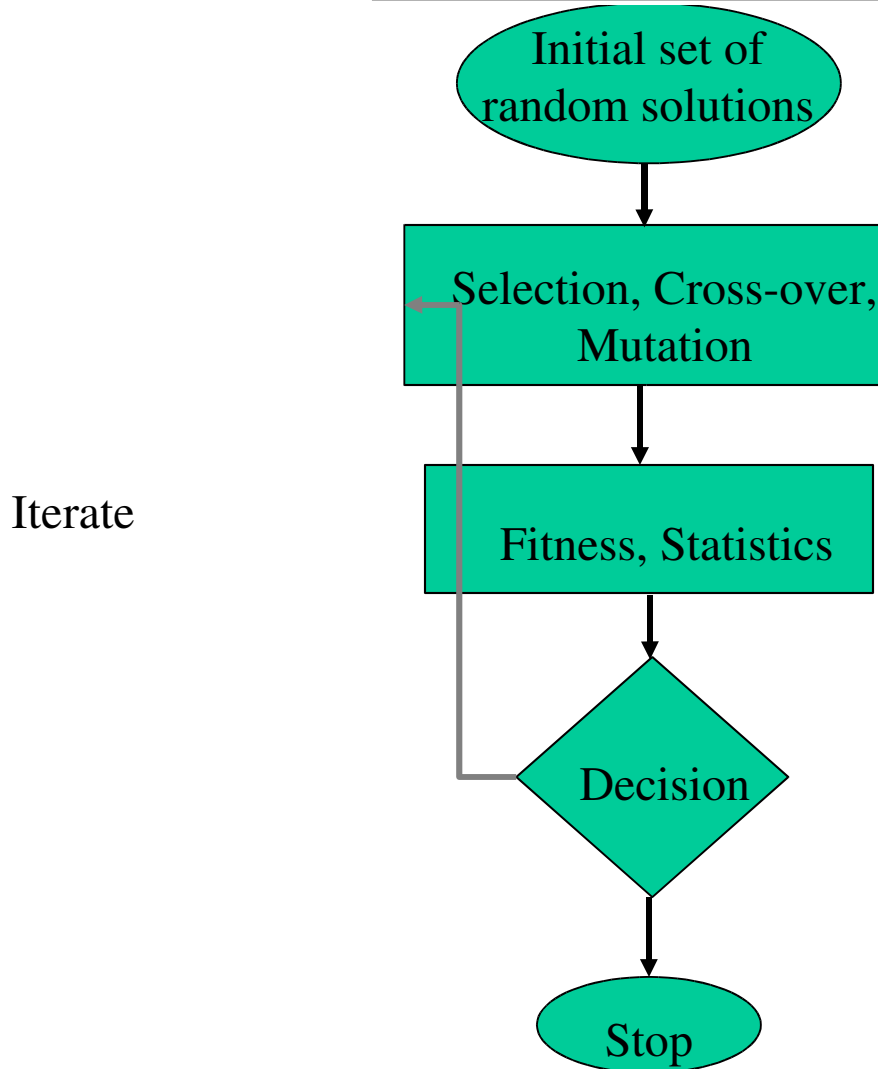 Initial set of
random solutions
Selection, Cross-over,
Mutation
Iterate
Fitness, Statistics
Decision
Stop